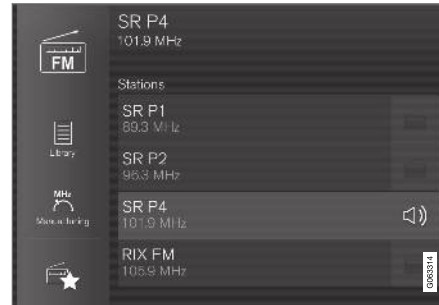 SR P4
101.9 MHz
FM
Stations
SR P1
89.3 MHz
Library
SR P2
96.3 MHz
MHz
Manual tuning
SR P4
101.9 MHz
RIX FM
105.9 MHz
G063314